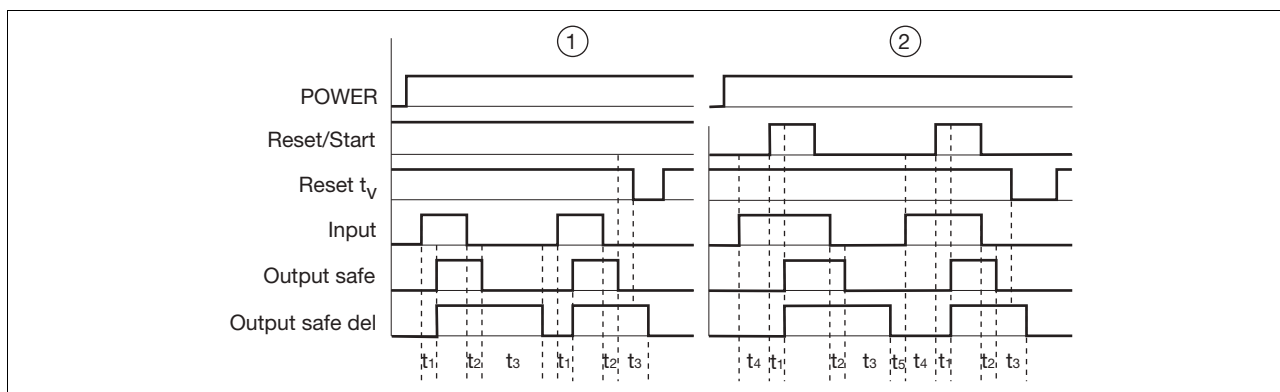 ① ②
POWER
Reset/Start
Reset tV
Input
Output safe
Output safe del
t1 t2 t3 t1 t2 t3 t4 t1 t2 t3 t5 t4 t1 t2 t3